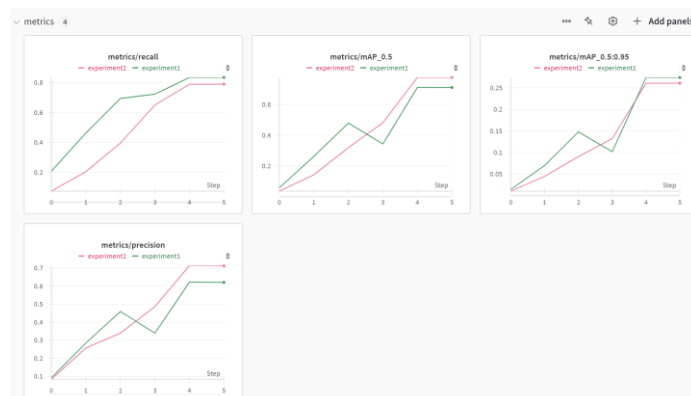 metrics 4
Add panels
metrics/recall
experiment2 experiment1
0.8
0.6
0.4
0.2
Step
0 1 2 3 4 5
metrics/mAP_0.5
experiment2 experiment1
0.6
0.4
0.2
Step
0 1 2 3 4 5
metrics/mAP_0.5:0.95
experiment2 experiment1
0.25
0.2
0.15
0.1
0.05
Step
0 1 2 3 4 5
metrics/precision
experiment2 experiment1
0.7
0.6
0.5
0.4
0.3
0.2
0.1
Step
0 1 2 3 4 5